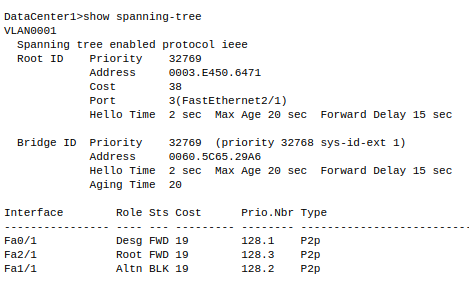 DataCenter1>show spanning-tree
VLAN0001
  Spanning tree enabled protocol ieee
  Root ID    Priority    32769
             Address     0003.E450.6471
             Cost        38
             Port        3(FastEthernet2/1)
             Hello Time  2 sec  Max Age 20 sec  Forward Delay 15 sec

  Bridge ID  Priority    32769  (priority 32768 sys-id-ext 1)
             Address     0060.5C65.29A6
             Hello Time  2 sec  Max Age 20 sec  Forward Delay 15 sec
             Aging Time  20

Interface        Role Sts Cost      Prio.Nbr Type
---------------- ---- --- --------- -------- --------------------------
Fa0/1            Desg FWD 19        128.1    P2p
Fa2/1            Root FWD 19        128.3    P2p
Fa1/1            Altn BLK 19        128.2    P2p